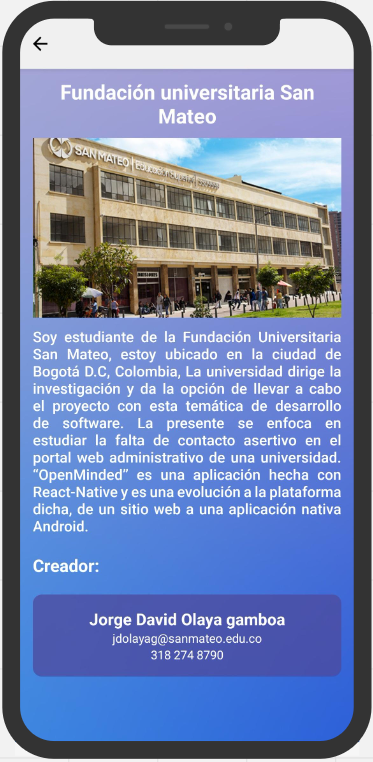 Fundación universitaria San
Mateo
SAN MATEO | Educación Superior
Soy estudiante de la Fundación Universitaria
San Mateo, estoy ubicado en la ciudad de
Bogotá D.C, Colombia, La universidad dirige la
investigación y da la opción de llevar a cabo
el proyecto con esta temática de desarrollo
de software. La presente se enfoca en
estudiar la falta de contacto asertivo en el
portal web administrativo de una universidad.
“OpenMinded” es una aplicación hecha con
React-Native y es una evolución a la plataforma
dicha, de un sitio web a una aplicación nativa
Android.
Creador:
Jorge David Olaya gamboa
jdolayag@sanmateo.edu.co
318 274 8790